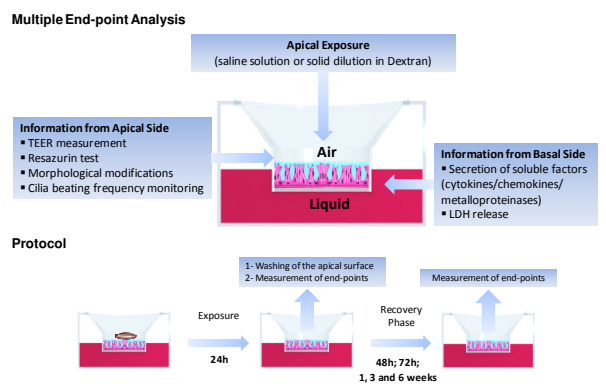 Multiple End-point Analysis
Apical Exposure
(saline solution or solid dilution in Dextran)
Information from Apical Side
▪ TEER measurement
▪ Resazurin test
▪ Morphological modifications
▪ Cilia beating frequency monitoring
Air
Liquid
Information from Basal Side
▪ Secretion of soluble factors
(cytokines/chemokines/
metalloproteinases)
▪ LDH release
Protocol
1- Washing of the apical surface
2- Measurement of end-points
Measurement of end-points
Exposure
24h
Recovery
Phase
48h; 72h;
1, 3 and 6 weeks